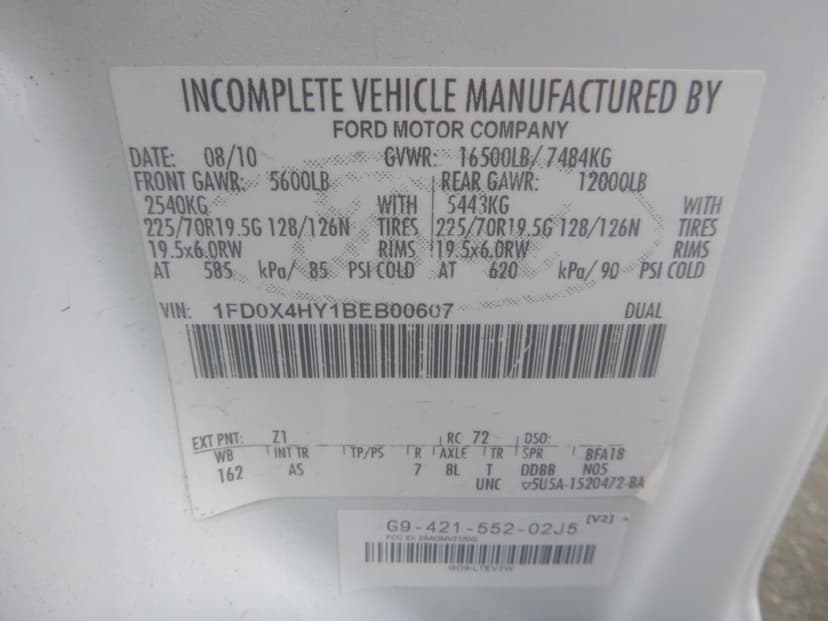 INCOMPLETE VEHICLE MANUFACTURED BY
FORD MOTOR COMPANY
DATE: 08/10 GVWR: 16500LB/ 7484KG
FRONT GAWR: 5600LB REAR GAWR: 12000LB
2540KG WITH 5443KG WITH
225/70R19.5G 128/126N TIRES 225/70R19.5G 128/126N TIRES
19.5x6.0RW RIMS 19.5x6.0RW RIMS
AT 585 kPa/ 85 PSI COLD AT 620 kPa/ 90 PSI COLD
VIN: 1FD0X4HY1BEB00607 DUAL
EXT PNT: Z1 RC 72 DSO:
WB INT TR TP/PS R AXLE TR SPR BFA18
162 AS 7 8L T DDBB N05
UNC ▽5U5A-1520472-BA
G9-421-552-02J5 [V2]
FCC ID: